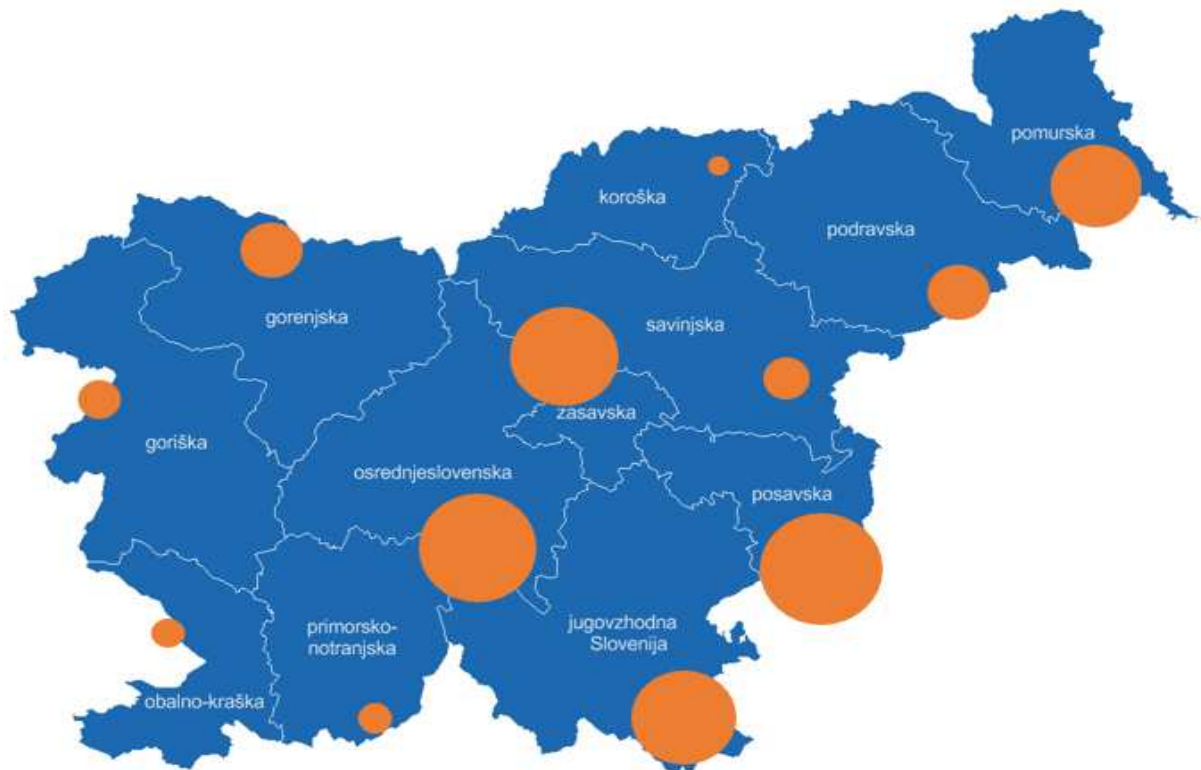 pomurska
koroška
podravska
gorenjska
savinjska
zasavska
goriška
osrednjeslovenska
posavska
primorsko-
notranjska
jugovzhodna
Slovenija
obalno-kraška